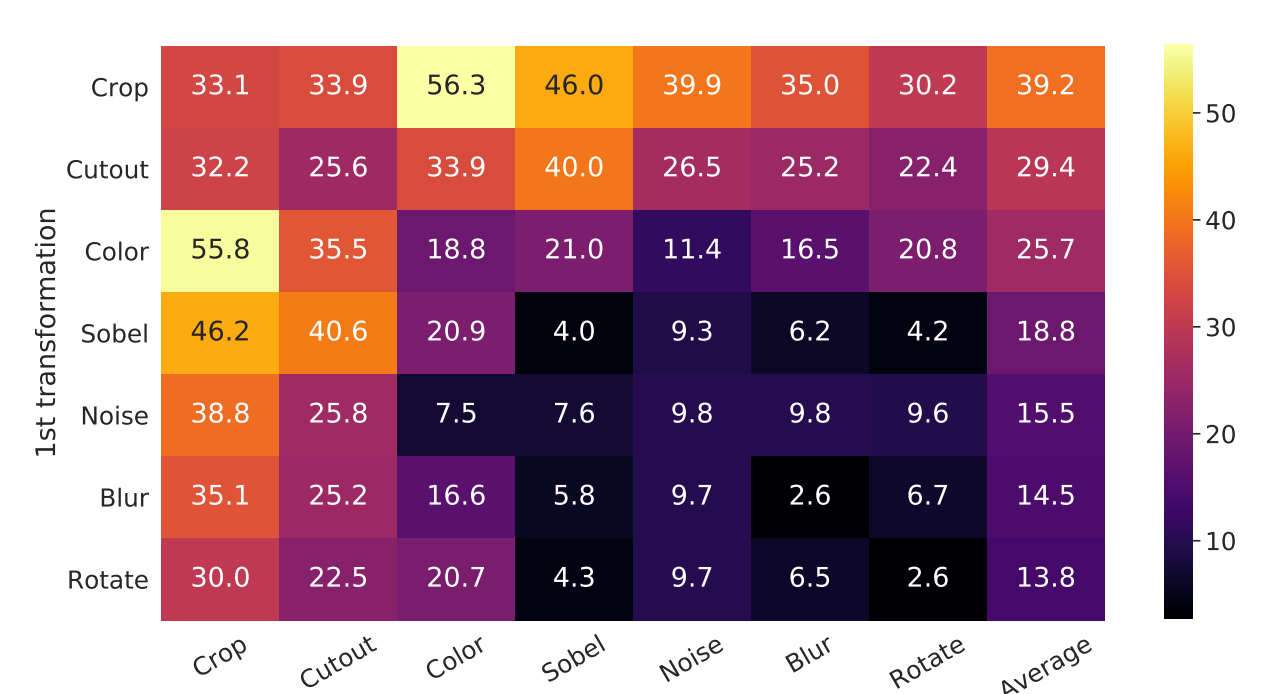 Crop 33.1 33.9 56.3 46.0 39.9 35.0 30.2 39.2
Cutout 32.2 25.6 33.9 40.0 26.5 25.2 22.4 29.4
Color 55.8 35.5 18.8 21.0 11.4 16.5 20.8 25.7
Sobel 46.2 40.6 20.9 4.0 9.3 6.2 4.2 18.8
Noise 38.8 25.8 7.5 7.6 9.8 9.8 9.6 15.5
Blur 35.1 25.2 16.6 5.8 9.7 2.6 6.7 14.5
Rotate 30.0 22.5 20.7 4.3 9.7 6.5 2.6 13.8
Crop Cutout Color Sobel Noise Blur Rotate Average
1st transformation
50
40
30
20
10